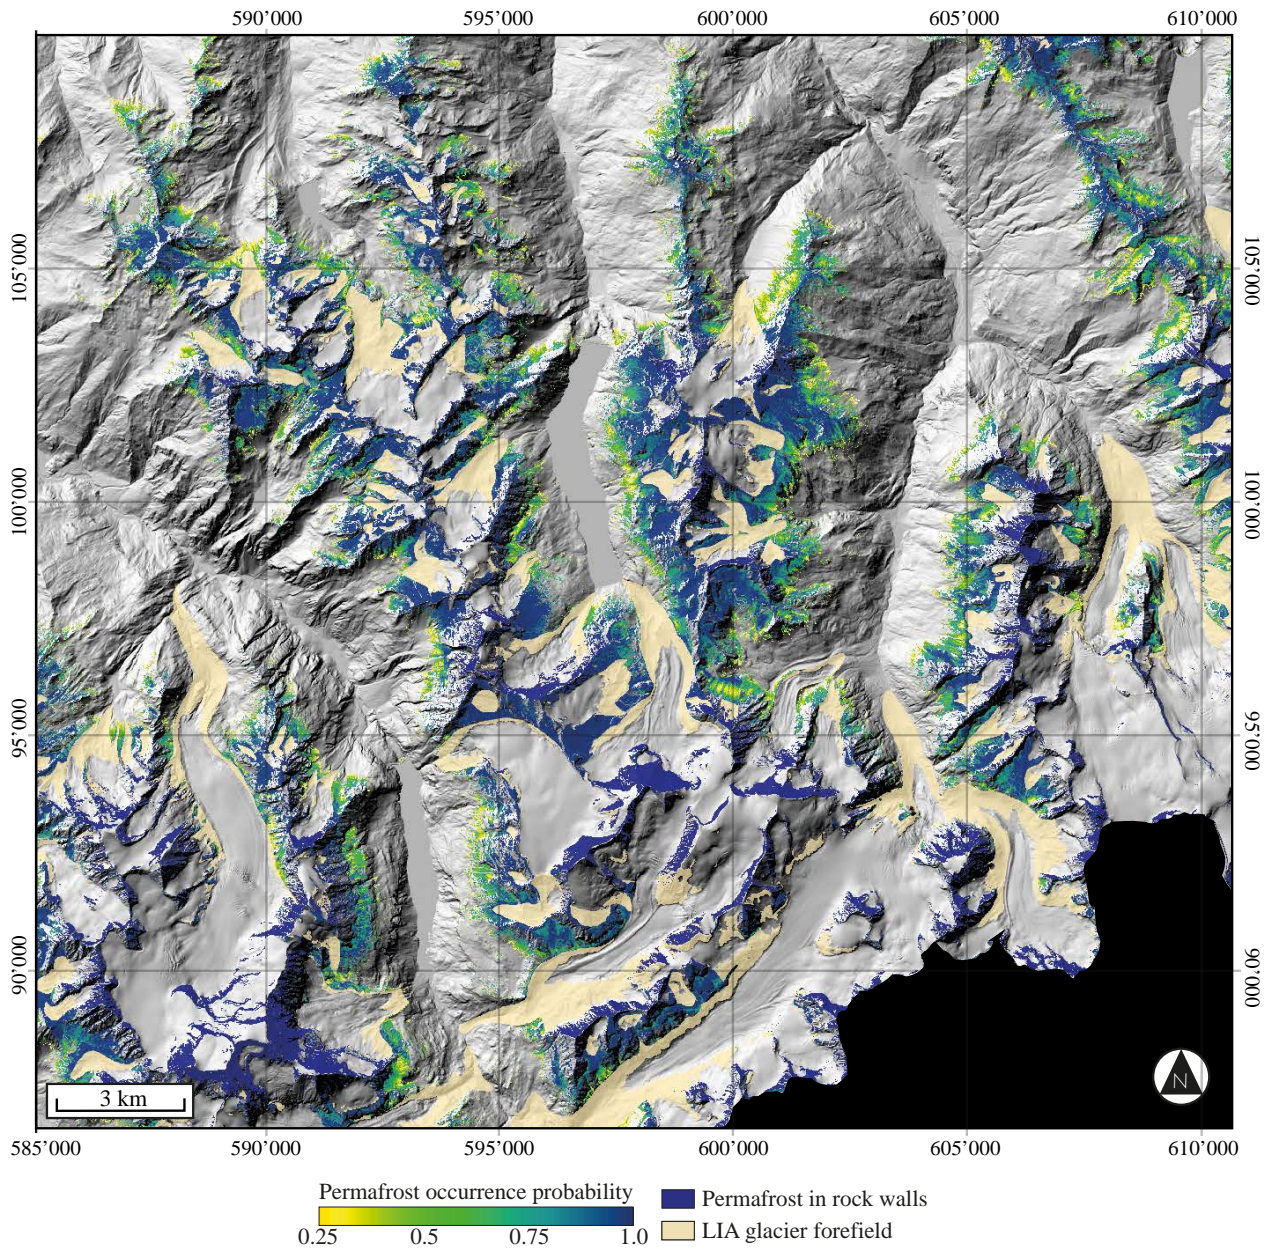 590’000 595’000 600’000 605’000 610’000
105’000 105’000
100’000 100’000
95’000 95’000
90’000 90’000
N
3 km
585’000 590’000 595’000 600’000 605’000 610’000
Permafrost occurrence probability
0.25 0.5 0.75 1.0
Permafrost in rock walls
LIA glacier forefield